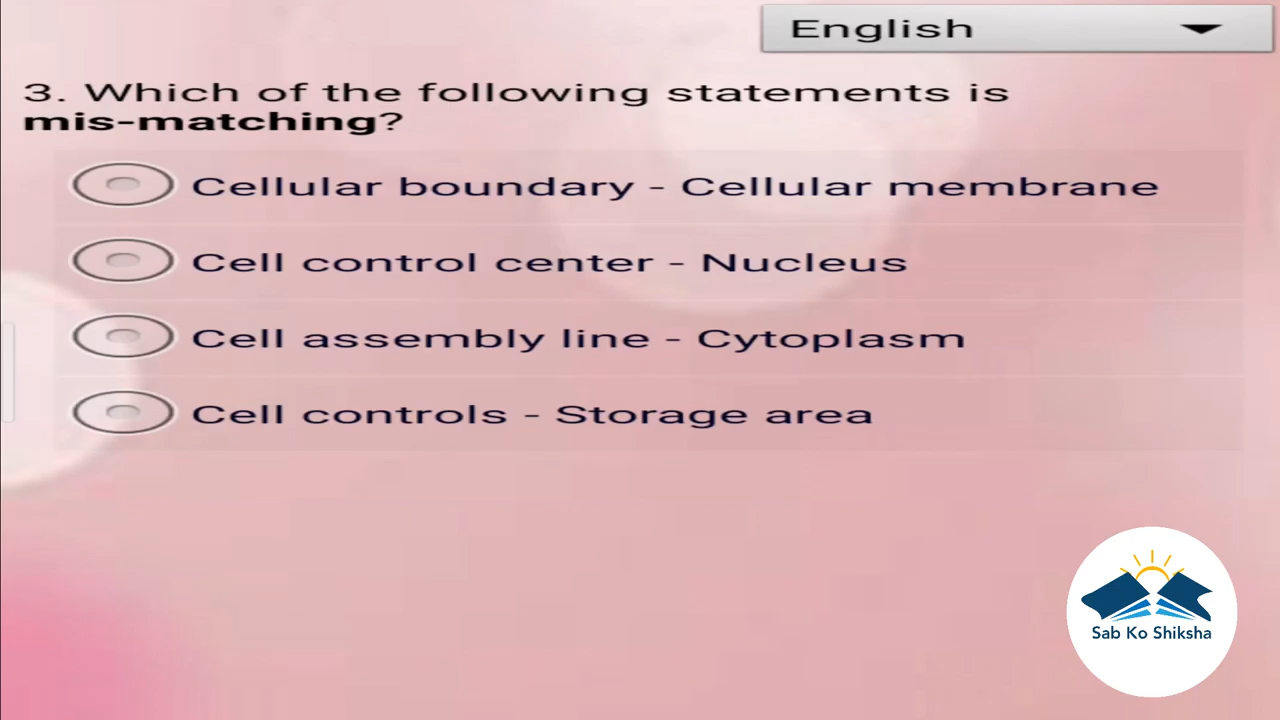 English
3. Which of the following statements is
mis-matching?
Cellular boundary - Cellular membrane
Cell control center - Nucleus
Cell assembly line - Cytoplasm
Cell controls - Storage area
Sab Ko Shiksha